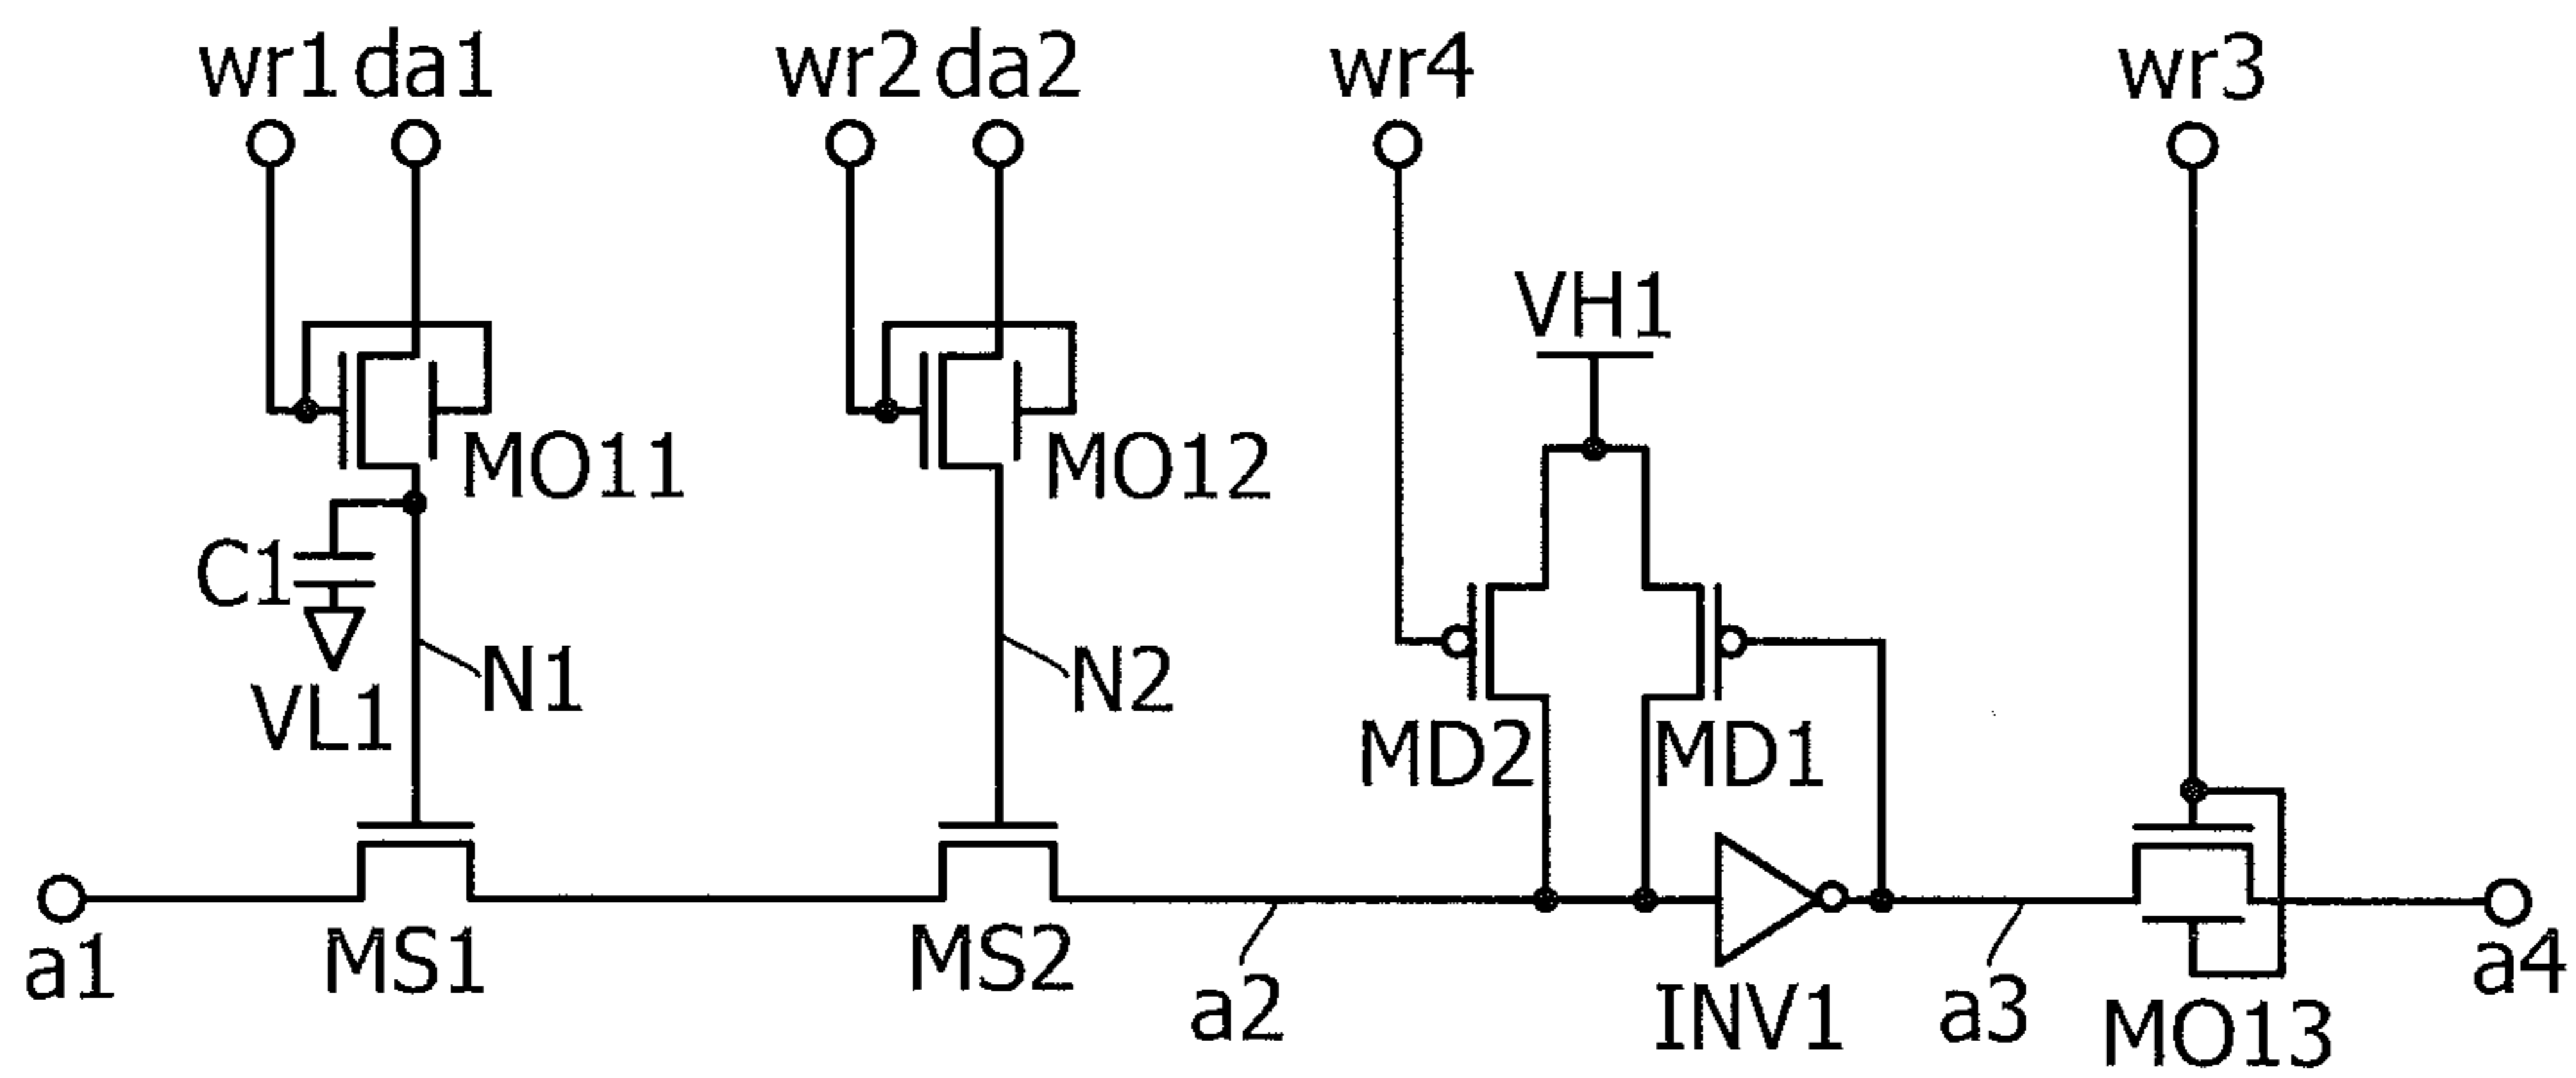 wr1 da1 wr2 da2 wr4 wr3
VH1
MO11 MO12
C1
N1 N2
VL1 MD2 MD1
a1 MS1 MS2 a2 INV1 a3 MO13 a4